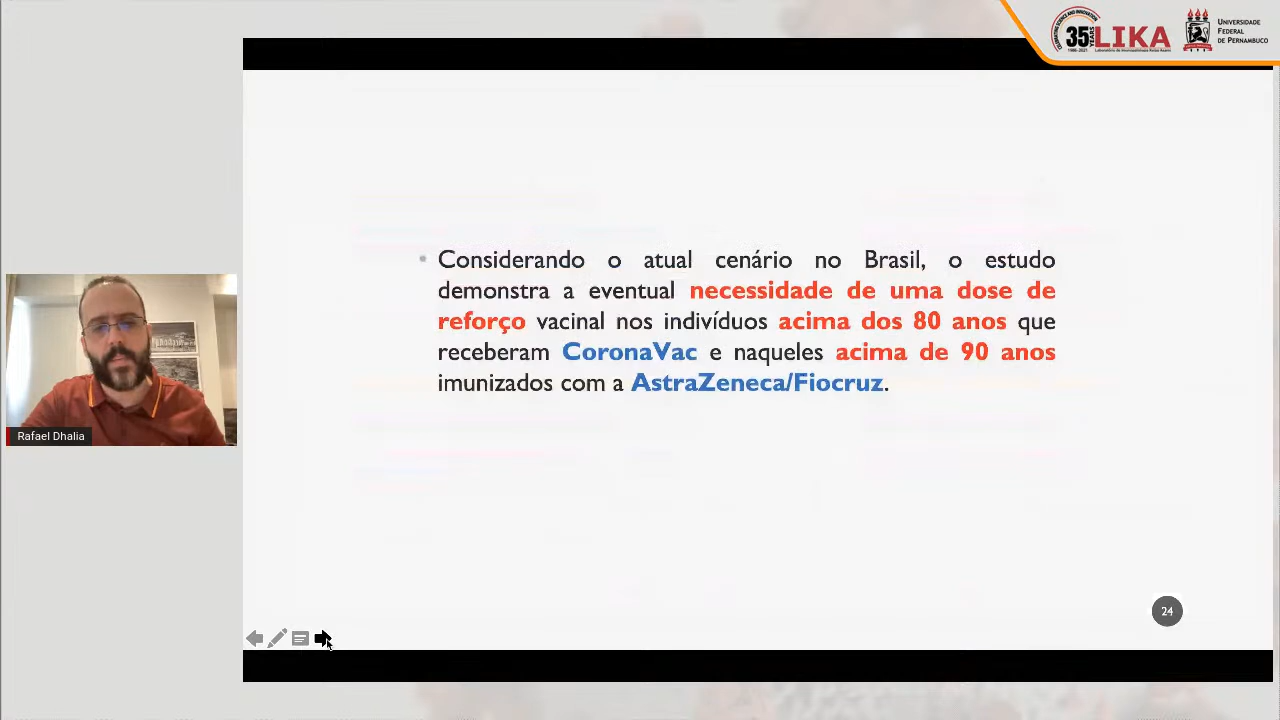 35
LIKA
UNIVERSIDADE
FEDERAL
DE PERNAMBUCO
Considerando o atual cenário no Brasil, o estudo
demonstra a eventual necessidade de uma dose de
reforço vacinal nos indivíduos acima dos 80 anos que
receberam CoronaVac e naqueles acima de 90 anos
imunizados com a AstraZeneca/Fiocruz.
Rafael Dhalia
24